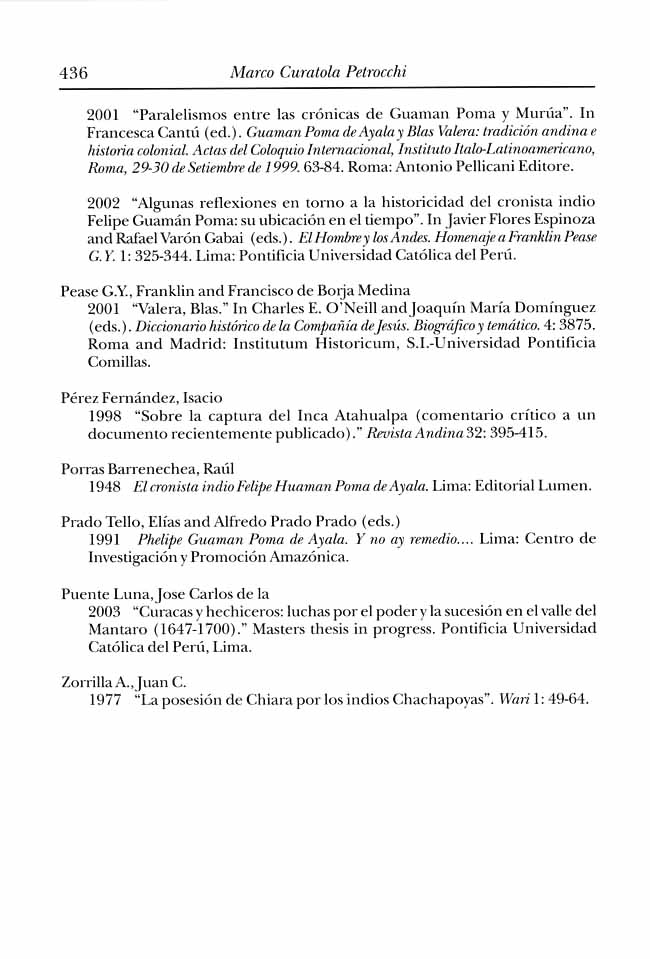 436 Marco Curatola Petrocchi
2001 “Paralelismos entre las crónicas de Guaman Poma y Murúa”. In
Francesca Cantú (ed.). Guaman Poma de Ayala y Blas Valera: tradición andina e
historia colonial. Actas del Coloquio Internacional, Instituto Italo-Latinoamericano,
Roma, 29-30 de Setiembre de 1999. 63-84. Roma: Antonio Pellicani Editore.
2002 “Algunas reflexiones en torno a la historicidad del cronista indio
Felipe Guamán Poma: su ubicación en el tiempo”. In Javier Flores Espinoza
and Rafael Varón Gabai (eds.). El Hombre y los Andes. Homenaje a Franklin Pease
G. Y. 1: 325-344. Lima: Pontificia Universidad Católica del Perú.
Pease G.Y., Franklin and Francisco de Borja Medina
2001 “Valera, Blas.” In Charles E. O’Neill and Joaquín María Domínguez
(eds.). Diccionario histórico de la Compañía de Jesús. Biográfico y temático. 4: 3875.
Roma and Madrid: Institutum Historicum, S.I.-Universidad Pontificia
Comillas.
Pérez Fernández, Isacio
1998 “Sobre la captura del Inca Atahualpa (comentario crítico a un
documento recientemente publicado).” Revista Andina 32: 395-415.
Porras Barrenechea, Raúl
1948 El cronista indio Felipe Huaman Poma de Ayala. Lima: Editorial Lumen.
Prado Tello, Elías and Alfredo Prado Prado (eds.)
1991 Phelipe Guaman Poma de Ayala. Y no ay remedio.... Lima: Centro de
Investigación y Promoción Amazónica.
Puente Luna, Jose Carlos de la
2003 “Curacas y hechiceros: luchas por el poder y la sucesión en el valle del
Mantaro (1647-1700).” Masters thesis in progress. Pontificia Universidad
Católica del Perú, Lima.
Zorrilla A., Juan C.
1977 “La posesión de Chiara por los indios Chachapoyas”. Wari 1: 49-64.